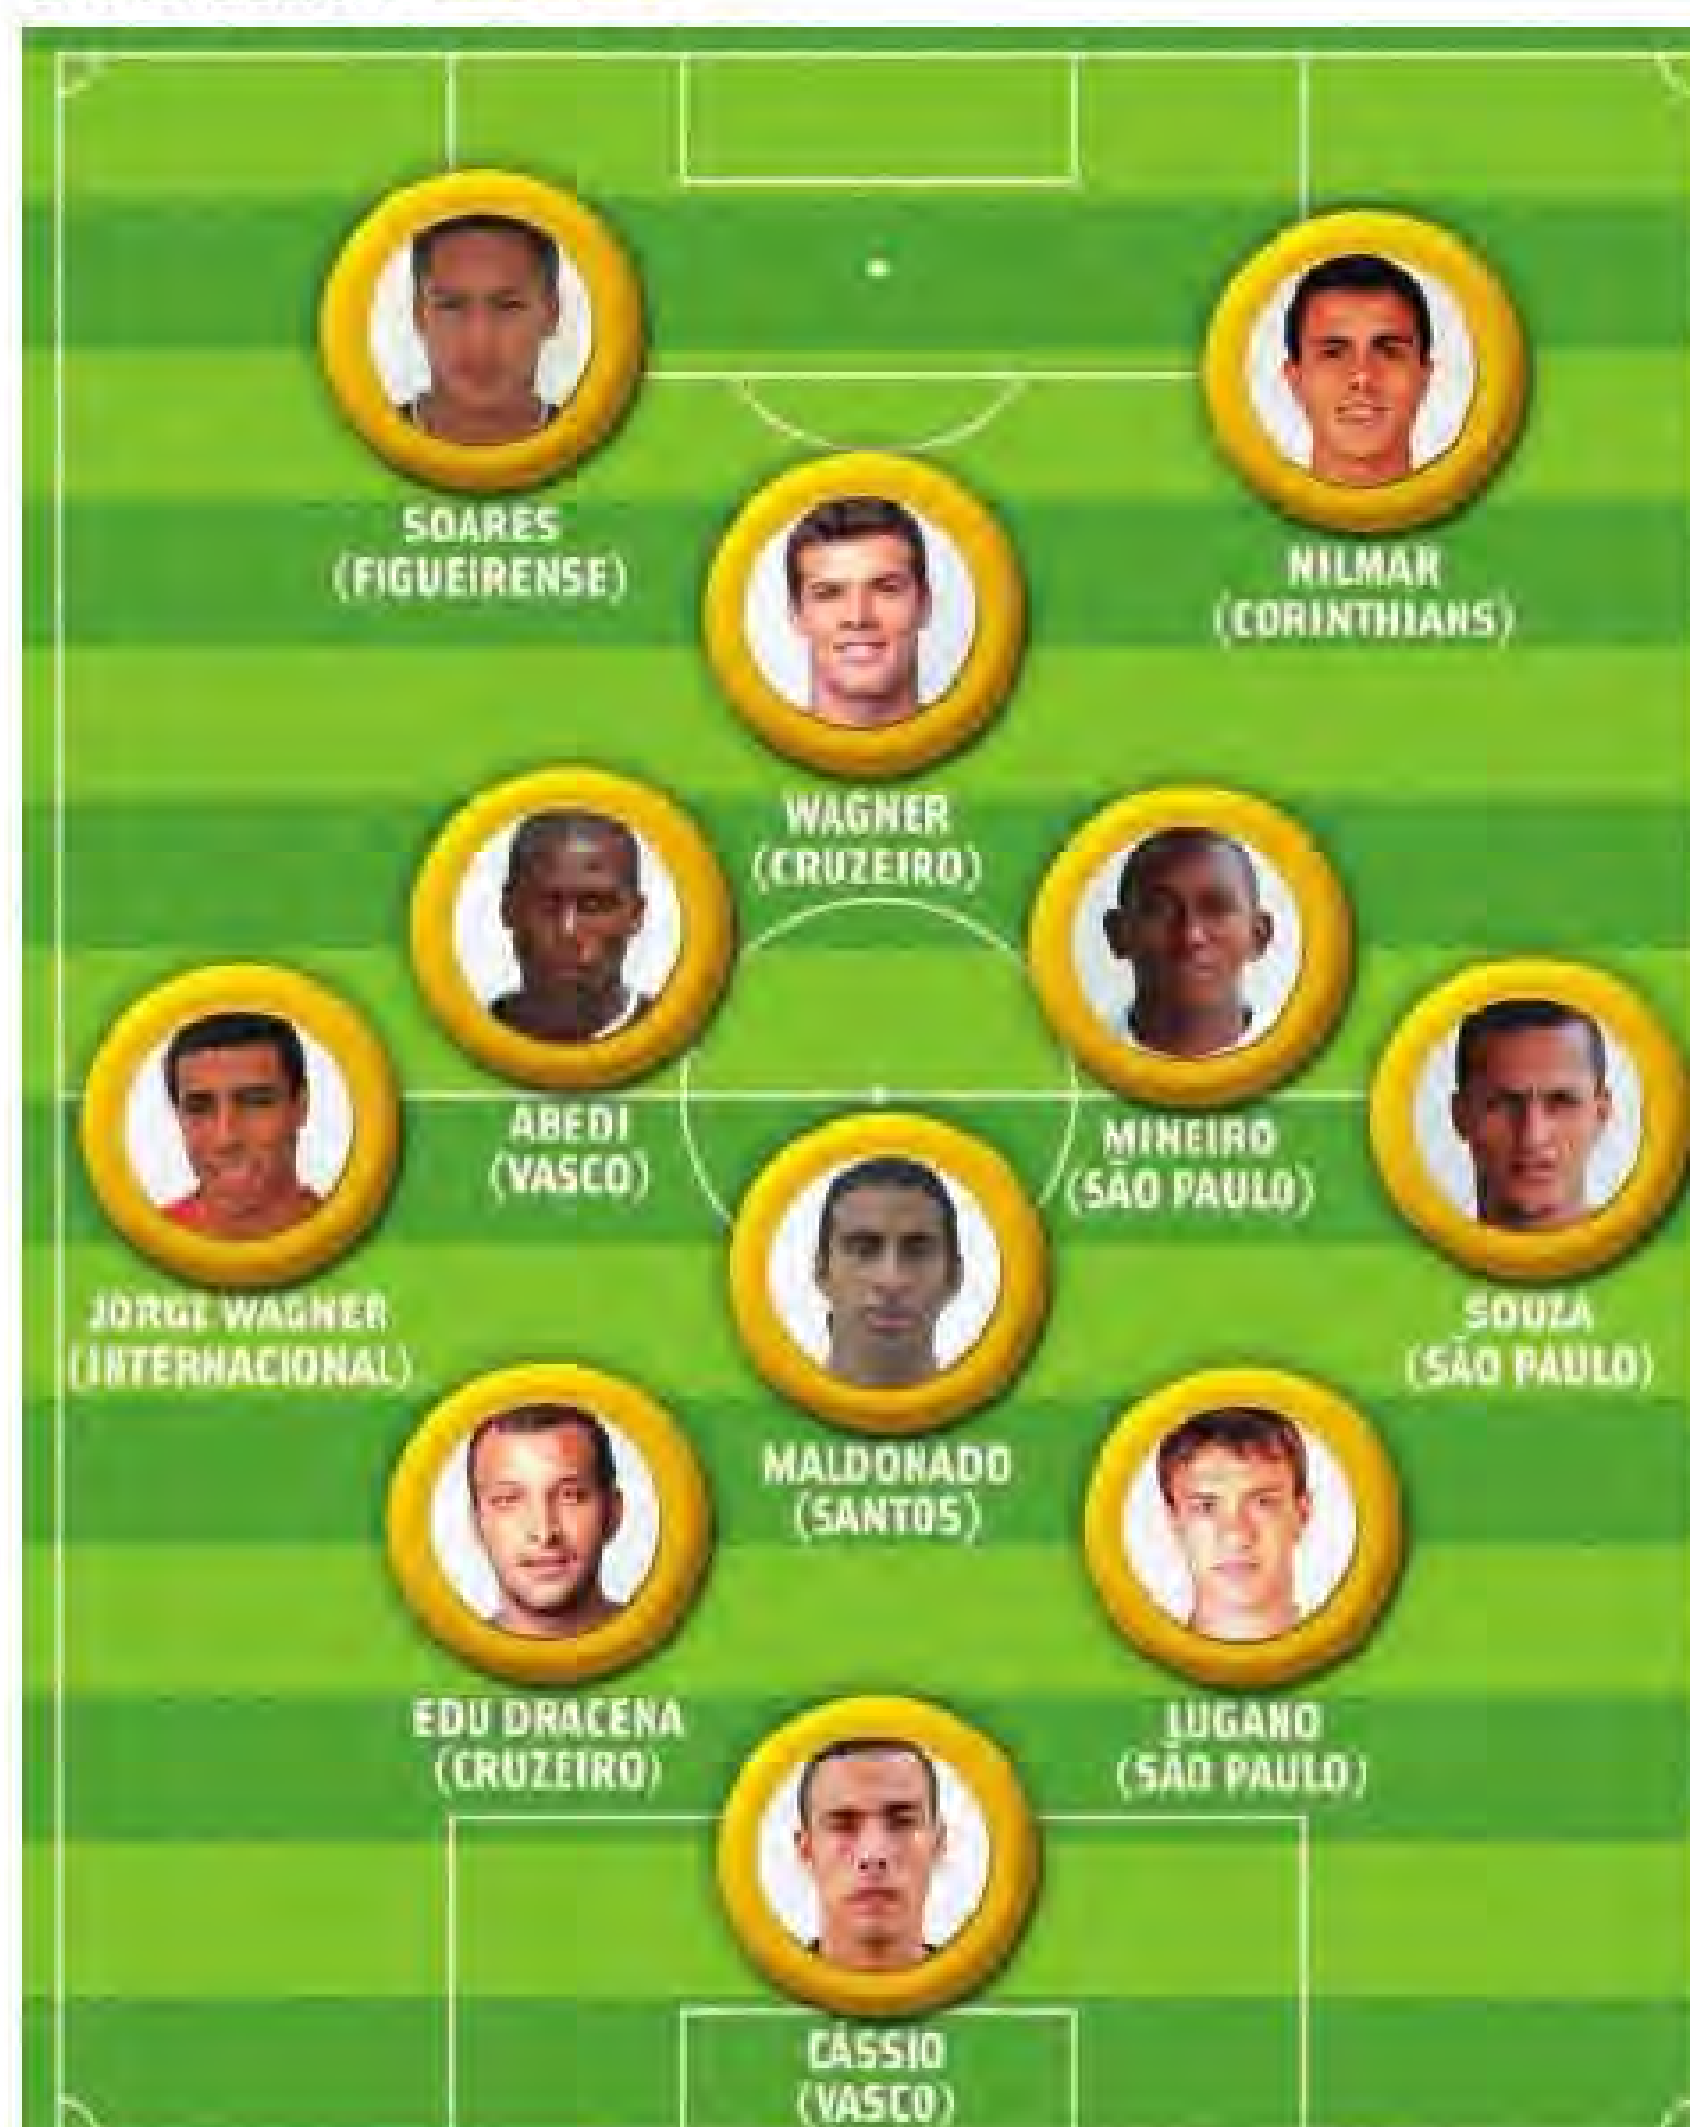 SOARES
(FIGUEIRENSE)
NILMAR
(CORINTHIANS)
WAGNER
(CRUZEIRO)
ABEDI
(VASCO)
MINEIRO
(SÃO PAULO)
JORGE WAGNER
(INTERNACIONAL)
SOUZA
(SÃO PAULO)
MALDONADO
(SANTOS)
EDU DRACENA
(CRUZEIRO)
LUGANO
(SÃO PAULO)
CÁSSIO
(VASCO)